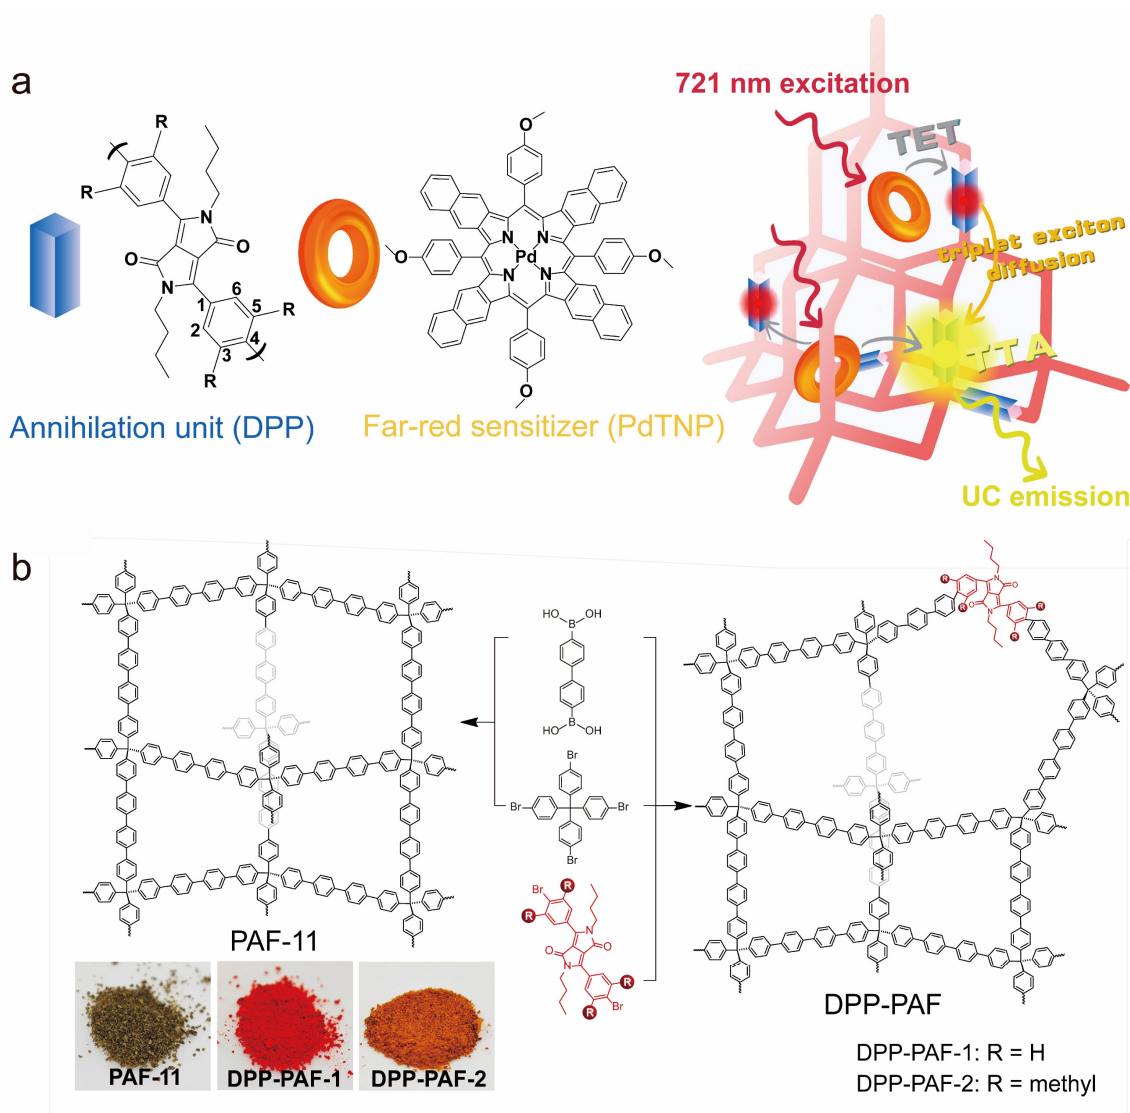 a
721 nm excitation
TET
triplet exciton
diffusion
TTA
UC emission
R
R
N
O
O
N
1
6
5
R
2
4
3
R
Annihilation unit (DPP)
O
N
N
O
Pd
O
N
N
O
Far-red sensitizer (PdTNP)
b
HO
OH
B
B
HO
OH
Br
Br
Br
Br
Br
R
R
N
O
O
N
R
R
Br
PAF-11
R
N
O
R
O
N
R
R
DPP-PAF
PAF-11
DPP-PAF-1
DPP-PAF-2
DPP-PAF-1: R = H
DPP-PAF-2: R = methyl